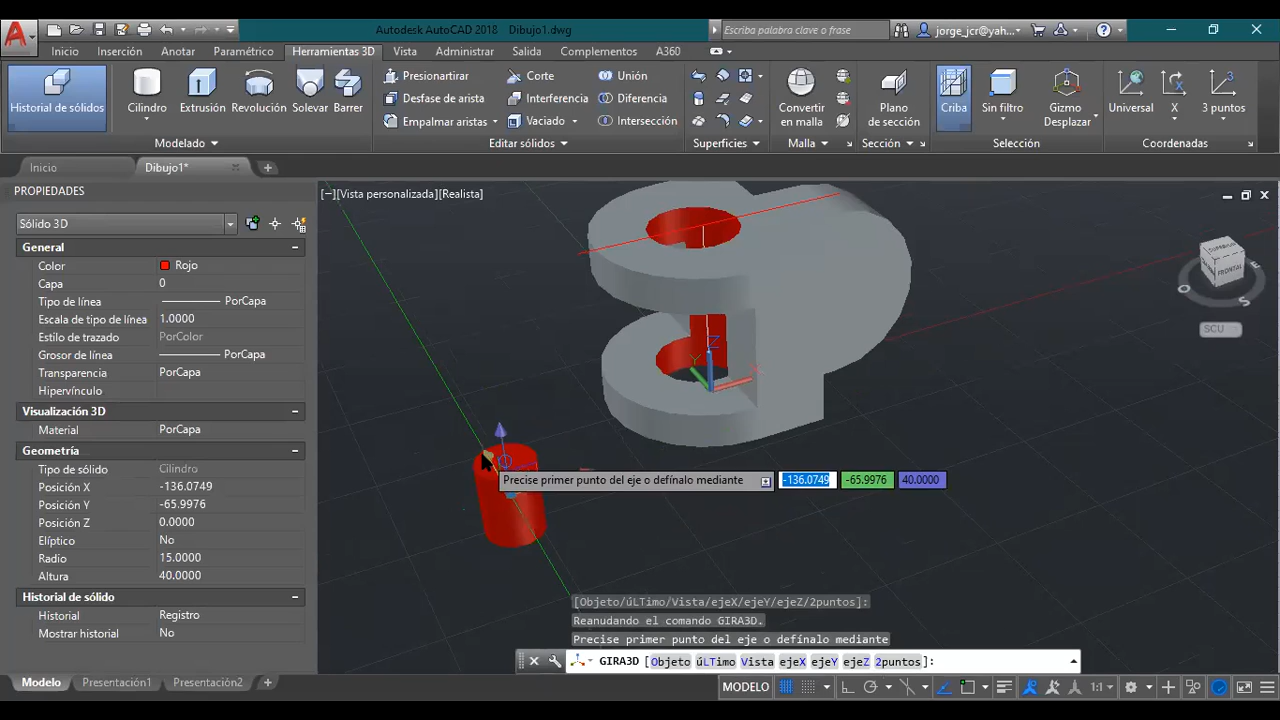 A
Autodesk AutoCAD 2018 Dibujo1.dwg
Escriba palabra clave o frase
jorge_jcr@yah...
Inicio Inserción Anotar Paramétrico Herramientas 3D Vista Administrar Salida Complementos A360
Historial de sólidos
Cilindro
Extrusión
Revolución
Solevar
Barrer
Presionartirar
Desfase de arista
Empalmar aristas
Corte
Interferencia
Vaciado
Unión
Diferencia
Intersección
Convertir
en malla
Plano
de sección
Criba
Sin filtro
Gizmo
Desplazar
Universal
X
3 puntos
Modelado
Editar sólidos
Superficies
Malla
Sección
Selección
Coordenadas
Inicio
Dibujo1*
PROPIEDADES
[−][Vista personalizada][Realista]
Sólido 3D
General
Color Rojo
Capa 0
Tipo de línea PorCapa
Escala de tipo de línea 1.0000
Estilo de trazado PorColor
Grosor de línea PorCapa
Transparencia PorCapa
Hipervínculo
Visualización 3D
Material PorCapa
Geometría
Tipo de sólido Cilindro
Posición X -136.0749
Posición Y -65.9976
Posición Z 0.0000
Elíptico No
Radio 15.0000
Altura 40.0000
Historial de sólido
Historial Registro
Mostrar historial No
SUPERIOR
FRONTAL
O
S
E
SCU
Z
Y
X
Precise primer punto del eje o defínalo mediante
-136.0749
-65.9976
40.0000
[Objeto/úLTimo/Vista/ejeX/ejeY/ejeZ/2puntos]:
Reanudando el comando GIRA3D.
Precise primer punto del eje o defínalo mediante
GIRA3D [Objeto úLTimo Vista ejeX ejeY ejeZ 2puntos]:
Modelo Presentación1 Presentación2
MODELO
1:1